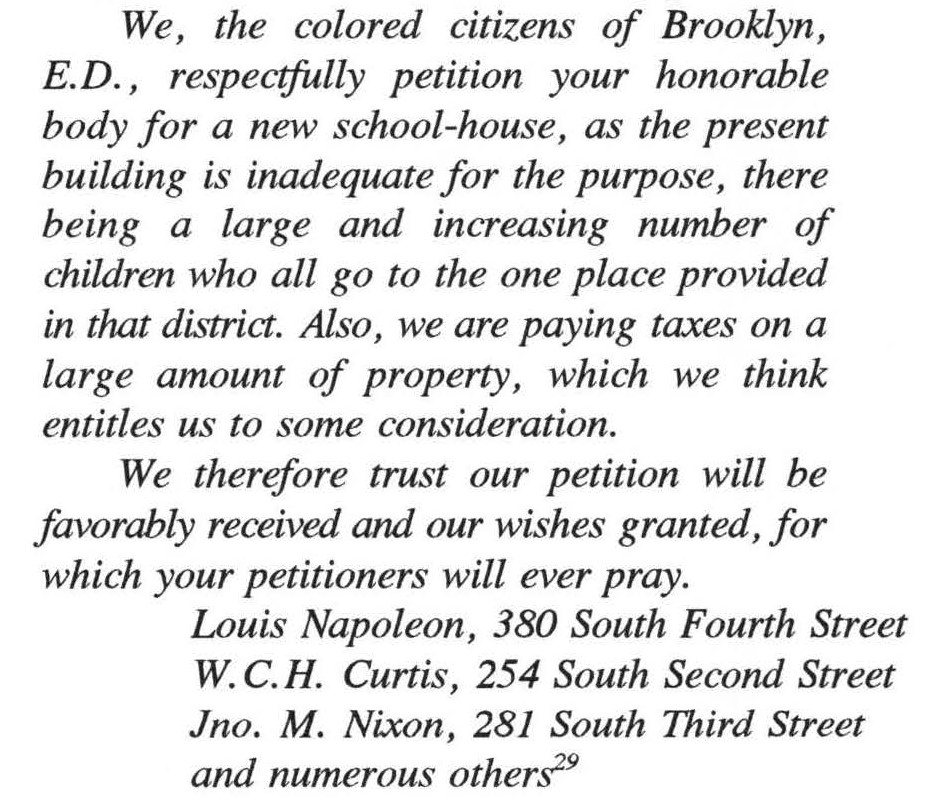 We, the colored citizens of Brooklyn,
E.D., respectfully petition your honorable
body for a new school-house, as the present
building is inadequate for the purpose, there
being a large and increasing number of
children who all go to the one place provided
in that district. Also, we are paying taxes on a
large amount of property, which we think
entitles us to some consideration.
We therefore trust our petition will be
favorably received and our wishes granted, for
which your petitioners will ever pray.
Louis Napoleon, 380 South Fourth Street
W.C.H. Curtis, 254 South Second Street
Jno. M. Nixon, 281 South Third Street
and numerous others²⁹